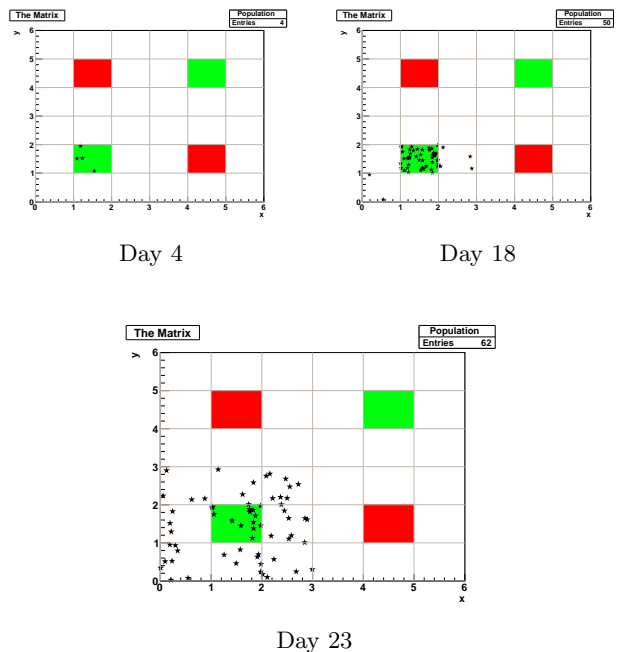 The Matrix
Population
Entries 4
y
6
5
4
3
2
1
0
0 1 2 3 4 5 6
x
Day 4
The Matrix
Population
Entries 50
y
6
5
4
3
2
1
0
0 1 2 3 4 5 6
x
Day 18
The Matrix
Population
Entries 62
y
6
5
4
3
2
1
0
0 1 2 3 4 5 6
x
Day 23